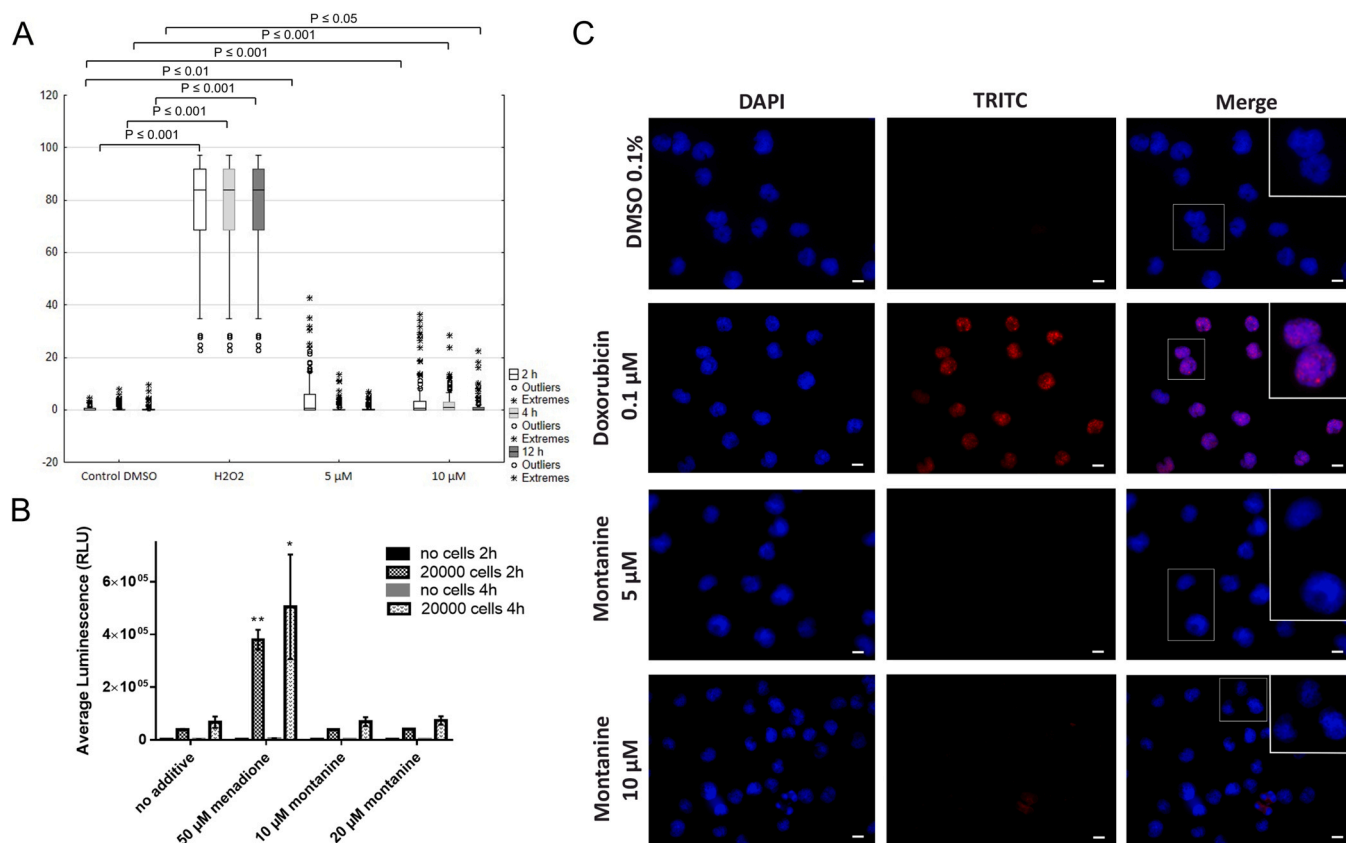 A
P ≤ 0.05
P ≤ 0.001
P ≤ 0.001
P ≤ 0.01
P ≤ 0.001
P ≤ 0.001
P ≤ 0.001
120
100
80
60
40
20
0
-20
Control DMSO
H2O2
5 µM
10 µM
2 h
Outliers
Extremes
4 h
Outliers
Extremes
12 h
Outliers
Extremes
B
Average Luminescence (RLU)
6×10⁰⁵
4×10⁰⁵
2×10⁰⁵
0
**
*
no cells 2h
20000 cells 2h
no cells 4h
20000 cells 4h
no additive
50 µM menadione
10 µM montanine
20 µM montanine
C
DAPI
TRITC
Merge
DMSO 0.1%
Doxorubicin
0.1 µM
Montanine
5 µM
Montanine
10 µM